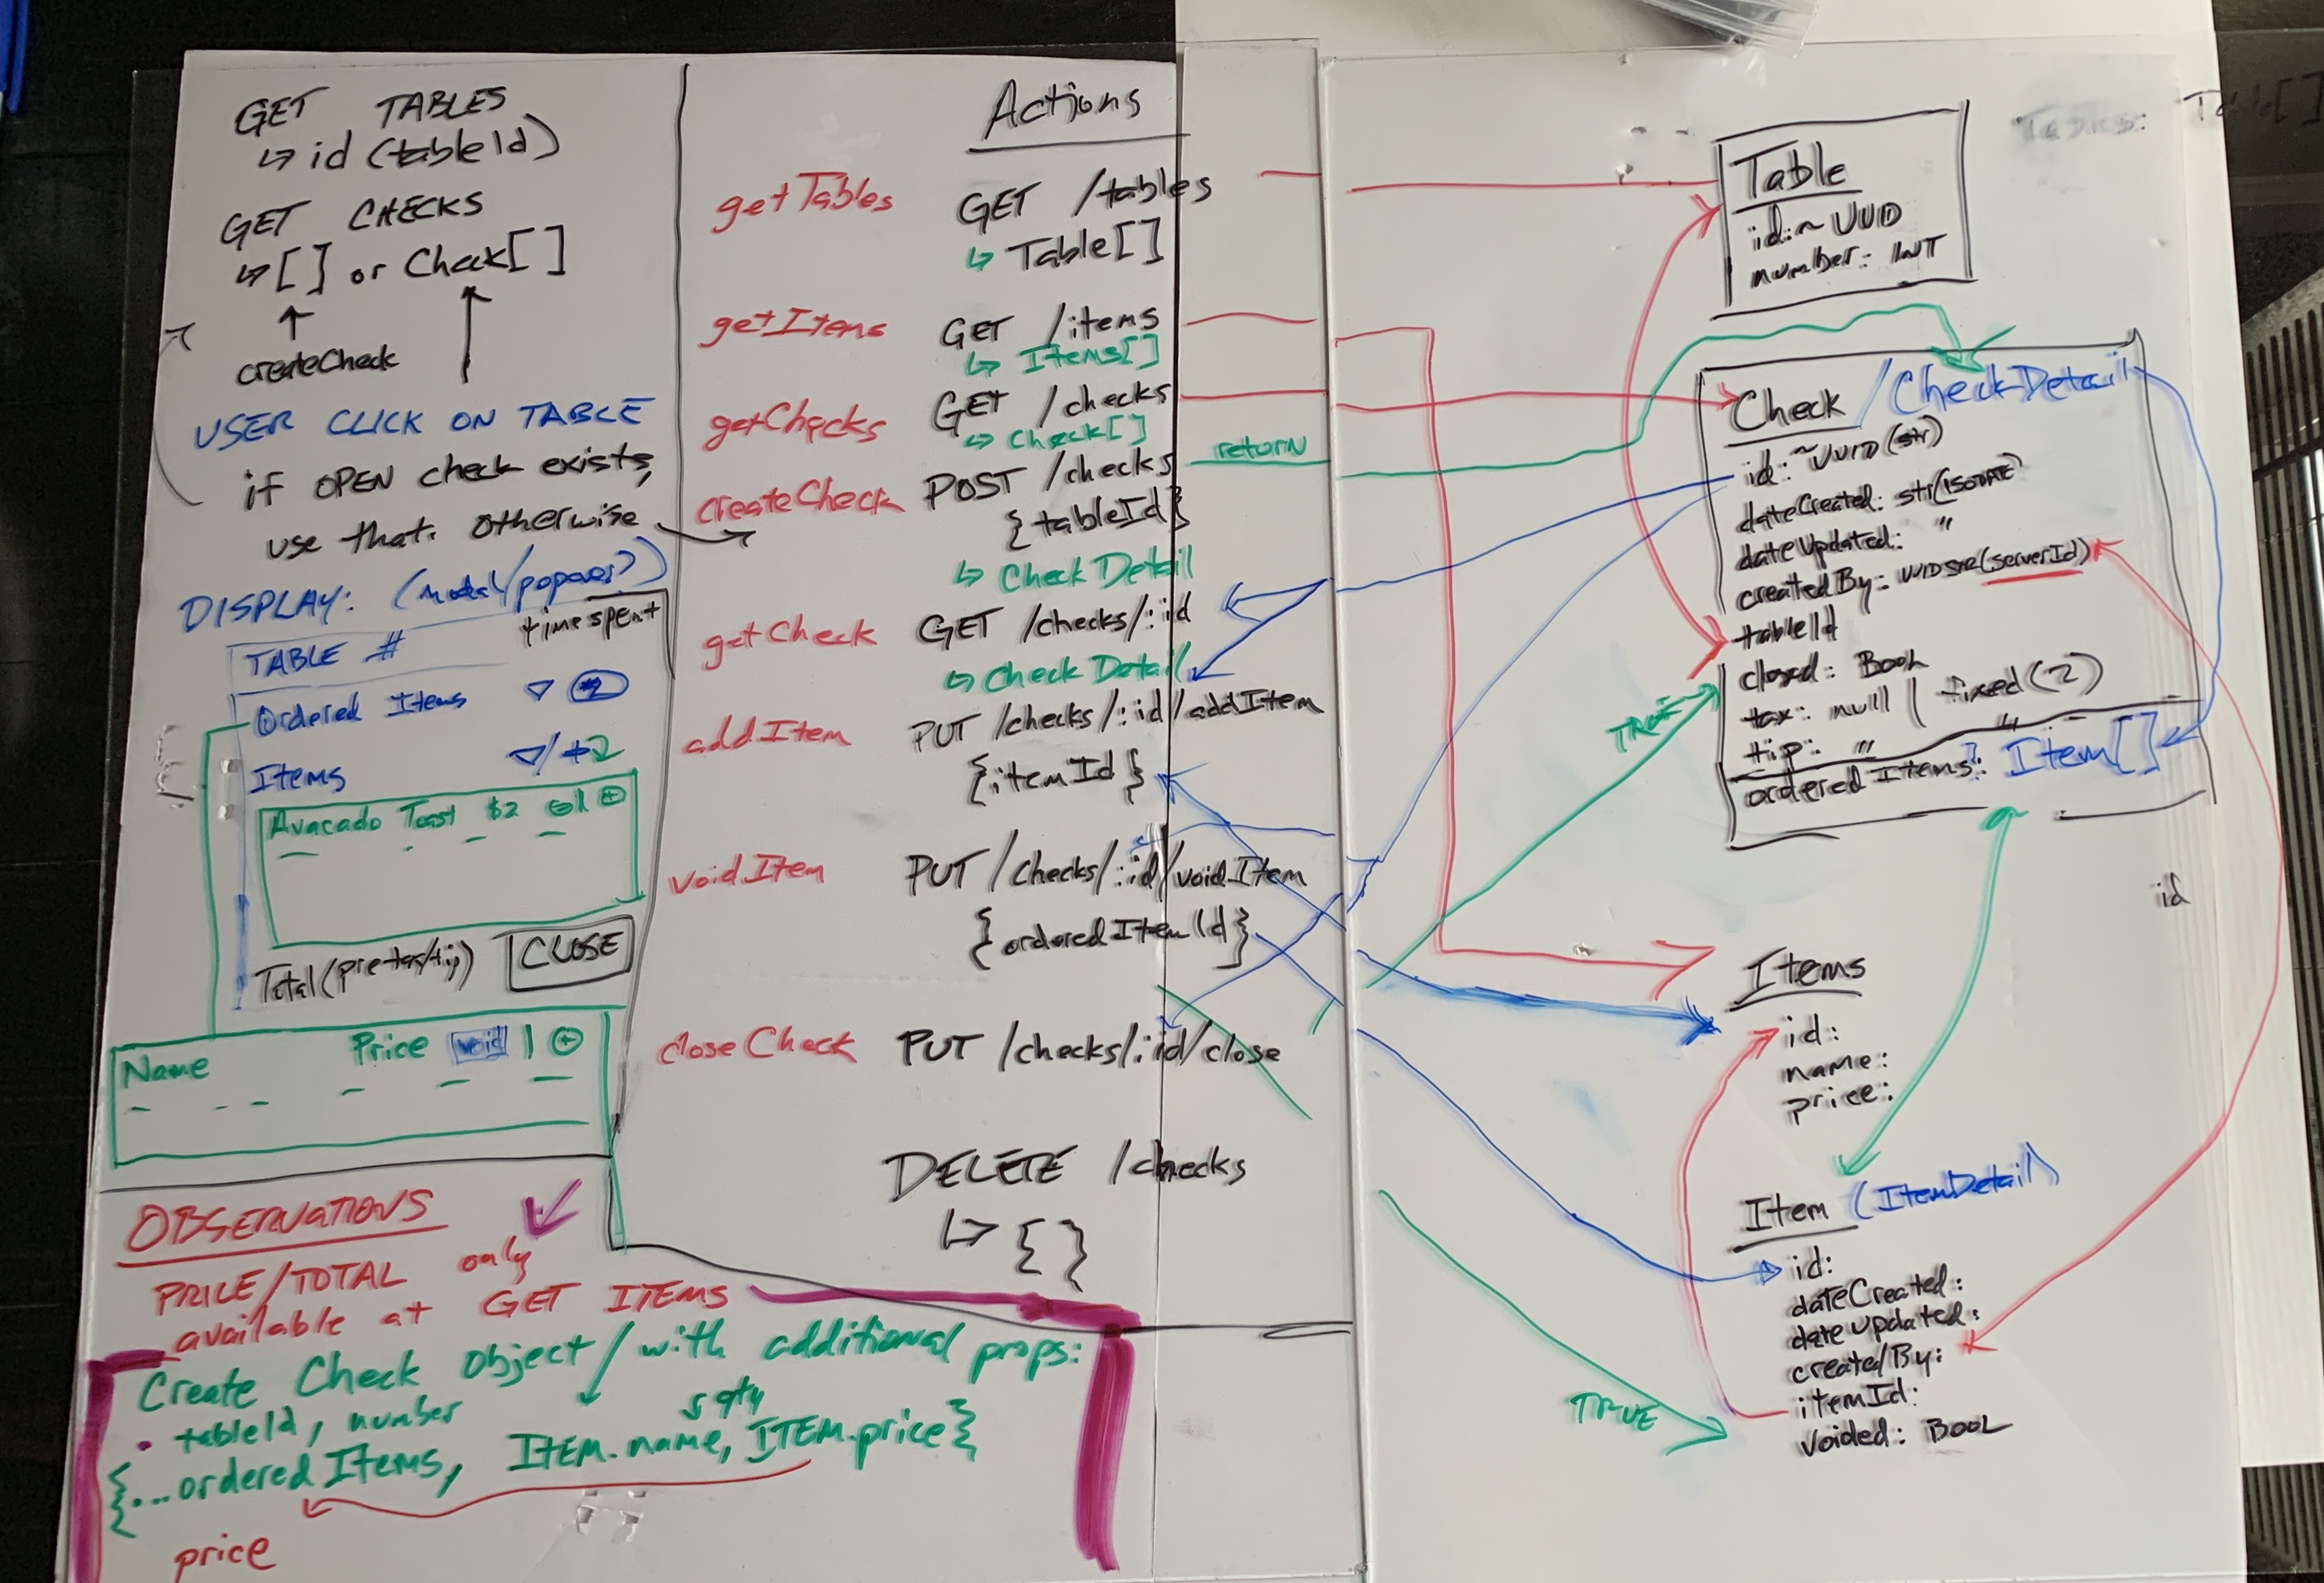 GET TABLES
↳ id (tableId)
GET CHECKS
↳ [] or Check[]
createCheck
USER CLICK ON TABLE
if OPEN check exists,
use that. Otherwise
DISPLAY: (modal/popover?)
time spent
TABLE #
Ordered Items
Items
Avacado Toast $2
Total (pretax/tip)
CLOSE
Name Price void | +
OBSERVATIONS
PRICE/TOTAL only
available at GET ITEMS
Create Check Object / with additional props:
• tableId, number
qty
{...orderedItems, ITEM.name, ITEM.price}
price
Actions
getTables GET /tables
↳ Table[]
getItems GET /items
↳ Items[]
getChecks GET /checks
↳ Check[]
return
createCheck POST /checks
{tableId}
↳ CheckDetail
getCheck GET /checks/:id
↳ CheckDetail
addItem PUT /checks/:id/addItem
{itemId}
voidItem PUT /checks/:id/voidItem
{orderedItemId}
closeCheck PUT /checks/:id/close
DELETE /checks
↳ {}
Tables: Table[]
Table
id: ~UUID
number: INT
Check / CheckDetail
id: ~UUID (str)
dateCreated: str(ISODATE)
dateUpdated: "
createdBy: UUIDSTR(serverId)
tableId
closed: BOOL
tax: null | fixed(2)
tip: " "
orderedItems: Item[]
TRUE
id
Items
id:
name:
price:
Item (ItemDetail)
id:
dateCreated:
dateUpdated:
createdBy:
itemId:
voided: BOOL
TRUE